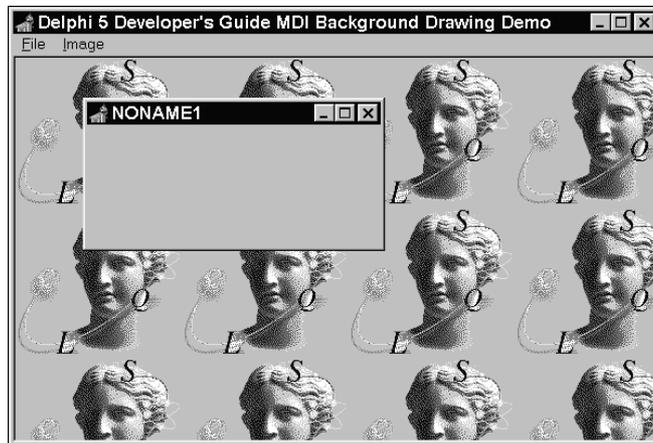 Delphi 5 Developer's Guide MDI Background Drawing Demo
File Image
S S S S
NONAME1
Q Q
L L L
S S S S
Q Q Q Q
L L L L
S S S S